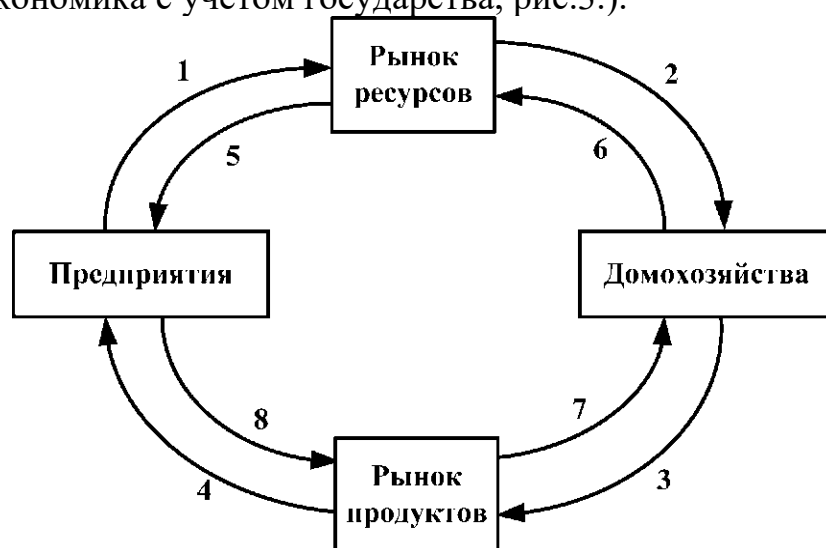 кономика с учетом государства, рис.3.).
Рынок
ресурсов
1
2
5
6
Предприятия
Домохозяйства
8
7
4
3
Рынок
продуктов